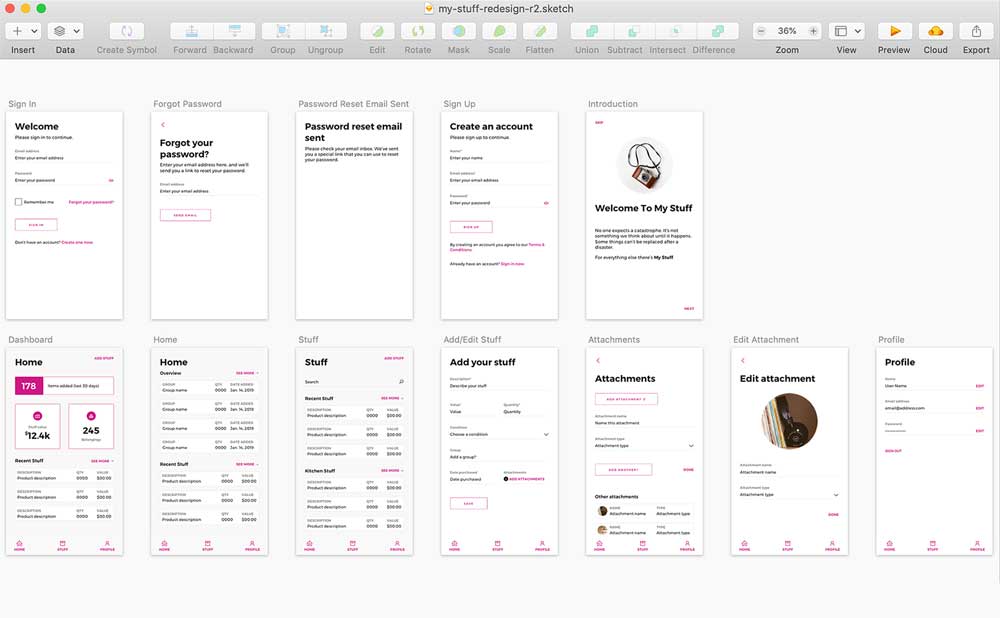 my-stuff-redesign-r2.sketch
Insert
Data
Create Symbol
Forward
Backward
Group
Ungroup
Edit
Rotate
Mask
Scale
Flatten
Union
Subtract
Intersect
Difference
36%
Zoom
View
Preview
Cloud
Export
Sign In
Welcome
Please sign in to continue.
Email address
Enter your email address
Password
Enter your password
Remember me
Forgot your password?
SIGN IN
Don't have an account? Create one now
Forgot Password
Forgot your
password?
Enter your email address here, and we'll
send you a link to reset your password.
Email address
Enter your email address
SEND EMAIL
Password Reset Email Sent
Password reset email
sent
Please check your email inbox. We've sent
you a special link that you can use to reset
your password.
Sign Up
Create an account
Please sign up to continue.
Name*
Enter your name
Email address*
Enter your email address
Password*
Enter your password
SIGN UP
By creating an account you agree to our Terms &
Conditions
Already have an account? Sign in now
Introduction
SKIP
Welcome To My Stuff
No one expects a catastrophe. It's not
something we think about until it happens.
Some things can't be replaced after a
disaster.
For everything else there's My Stuff
NEXT
Dashboard
Home
ADD STUFF
178
Items added (last 30 days)
Stuff value
$12.4k
245
Belongings
Recent Stuff
SEE MORE
DESCRIPTION QTY VALUE
Product description 0000 $00.00
DESCRIPTION QTY VALUE
Product description 0000 $00.00
DESCRIPTION QTY VALUE
Product description 0000 $00.00
HOME STUFF PROFILE
Home
Home
Overview
SEE MORE
GROUP QTY DATE ADDED
Group name 0000 Jan. 14, 2019
GROUP QTY DATE ADDED
Group name 0000 Jan. 14, 2019
GROUP QTY DATE ADDED
Group name 0000 Jan. 14, 2019
GROUP QTY DATE ADDED
Group name 0000 Jan. 14, 2019
Recent Stuff
SEE MORE
DESCRIPTION QTY VALUE
Product description 0000 $00.00
DESCRIPTION QTY VALUE
Product description 0000 $00.00
DESCRIPTION QTY VALUE
Product description 0000 $00.00
HOME STUFF PROFILE
Stuff
Stuff
ADD STUFF
Search
Recent Stuff
SEE MORE
DESCRIPTION QTY VALUE
Product description 0000 $00.00
DESCRIPTION QTY VALUE
Product description 0000 $00.00
DESCRIPTION QTY VALUE
Product description 0000 $00.00
Kitchen Stuff
SEE MORE
DESCRIPTION QTY VALUE
Product description 0000 $00.00
DESCRIPTION QTY VALUE
Product description 0000 $00.00
DESCRIPTION QTY VALUE
Product description 0000 $00.00
HOME STUFF PROFILE
Add/Edit Stuff
Add your stuff
Description*
Describe your stuff
Value* Quantity*
Value Quantity
Condition
Choose a condition
Group
Add a group?
Date purchased Attachments
Date purchased ADD ATTACHMENTS
SAVE
HOME STUFF PROFILE
Attachments
Attachments
ADD ATTACHMENT
Attachment name
Name this attachment
Attachment type
Attachment type
ADD ANOTHER?
DONE
Other attachments
NAME TYPE
Attachment name Attachment type
NAME TYPE
Attachment name Attachment type
HOME STUFF PROFILE
Edit Attachment
Edit attachment
Attachment name
Attachment name
Attachment type
Attachment type
DONE
HOME STUFF PROFILE
Profile
Profile
Name
User Name
EDIT
Email
email@address.com
EDIT
Password
EDIT
SIGN OUT
HOME STUFF PROFILE